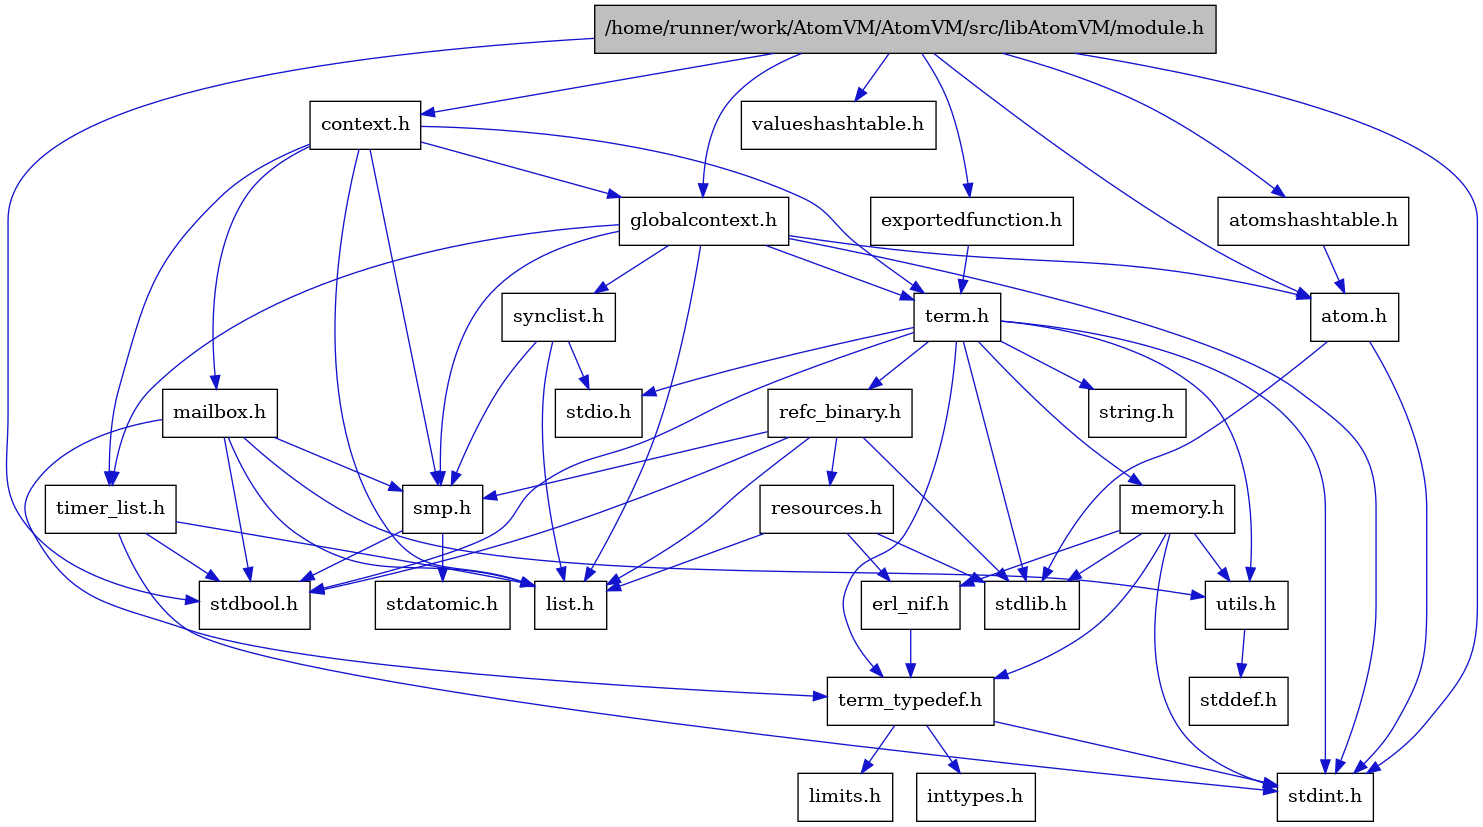 /home/runner/work/AtomVM/AtomVM/src/libAtomVM/module.h
context.h
valueshashtable.h
globalcontext.h
exportedfunction.h
atomshashtable.h
synclist.h
term.h
atom.h
mailbox.h
stdio.h
refc_binary.h
string.h
timer_list.h
smp.h
resources.h
memory.h
stdbool.h
stdatomic.h
list.h
erl_nif.h
stdlib.h
utils.h
term_typedef.h
stddef.h
limits.h
inttypes.h
stdint.h